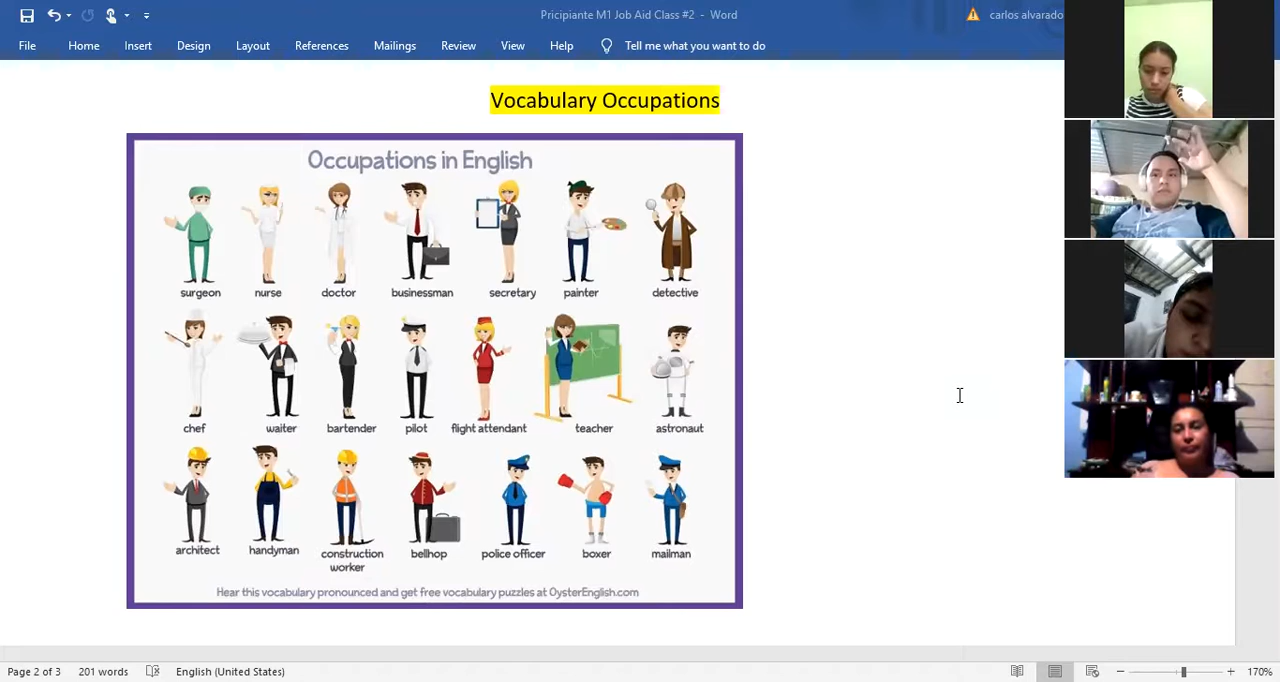 Pricipiante M1 Job Aid Class #2 - Word
carlos alvarado
File Home Insert Design Layout References Mailings Review View Help Tell me what you want to do
Vocabulary Occupations
Occupations in English
surgeon nurse doctor businessman secretary painter detective
chef waiter bartender pilot flight attendant teacher astronaut
architect handyman construction worker bellhop police officer boxer mailman
Hear this vocabulary pronounced and get free vocabulary puzzles at OysterEnglish.com
Page 2 of 3 201 words English (United States) 170%